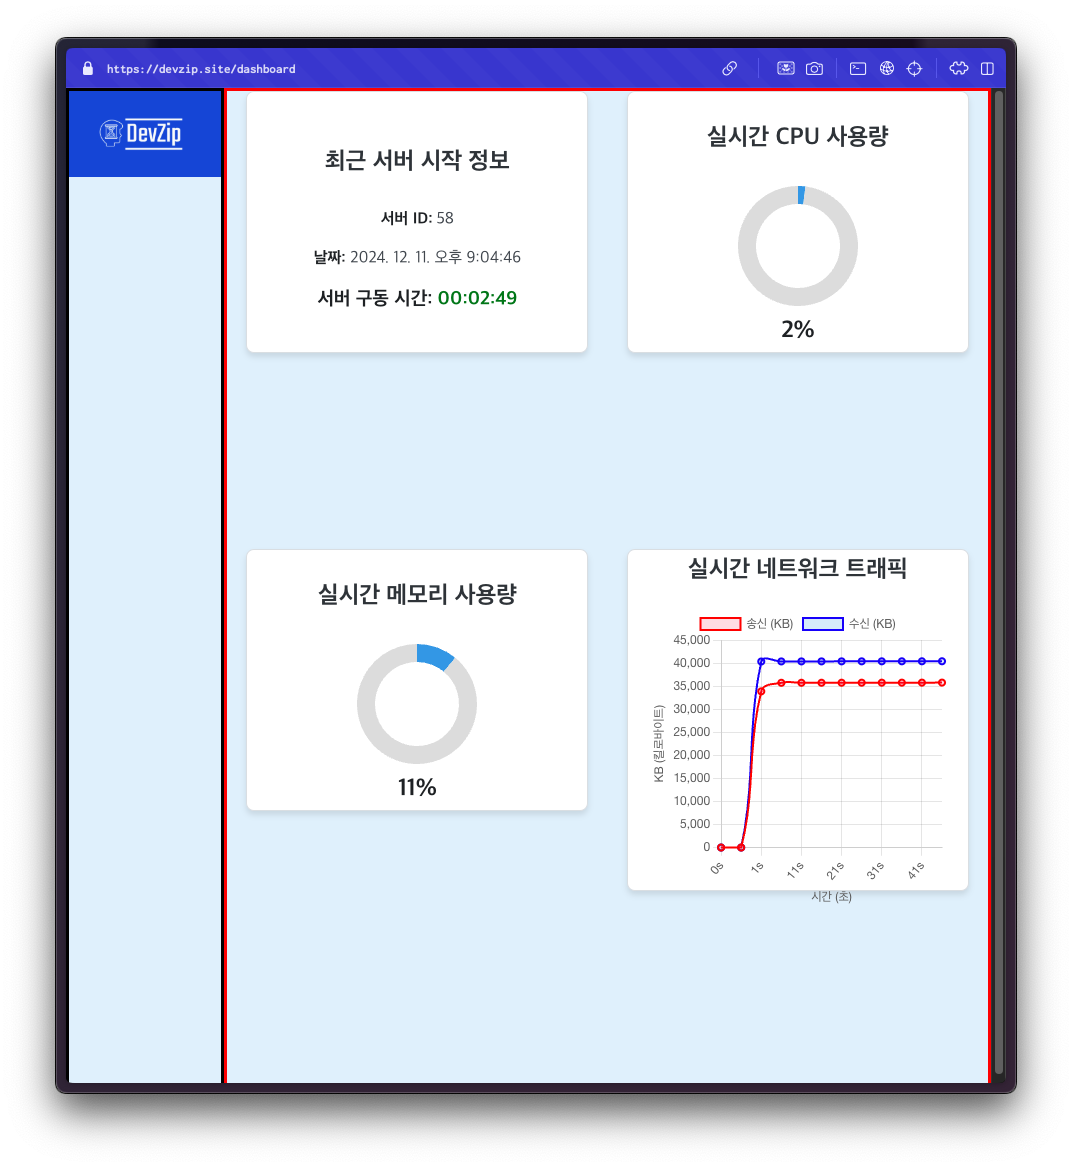 https://devzip.site/dashboard
DevZip
최근 서버 시작 정보
서버 ID: 58
날짜: 2024. 12. 11. 오후 9:04:46
서버 구동 시간: 00:02:49
실시간 CPU 사용량
2%
실시간 메모리 사용량
11%
실시간 네트워크 트래픽
송신 (KB) 수신 (KB)
45,000
40,000
35,000
30,000
25,000
20,000
15,000
10,000
5,000
0
KB (킬로바이트)
0s 1s 11s 21s 31s 41s
시간 (초)